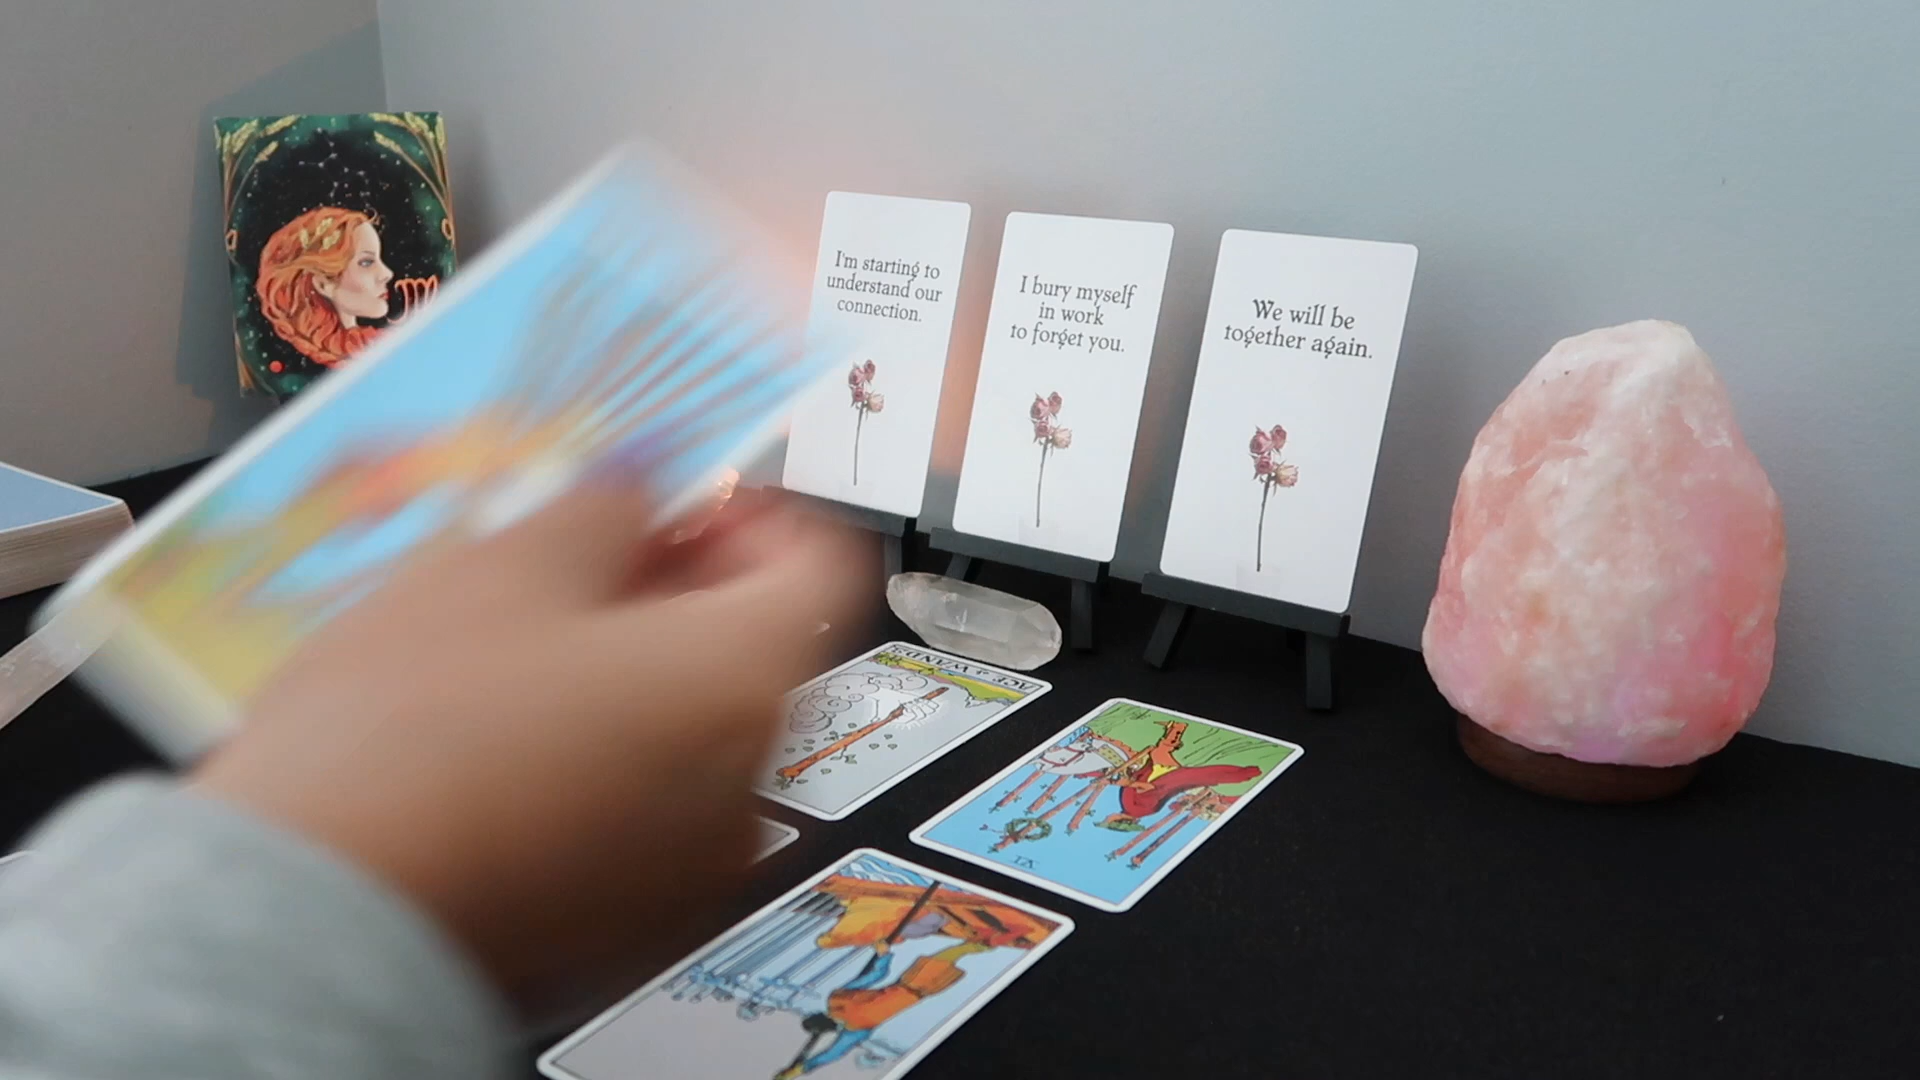 I'm starting to
understand our
connection.
I bury myself
in work
to forget you.
We will be
together again.
ACE of WANDS
VI